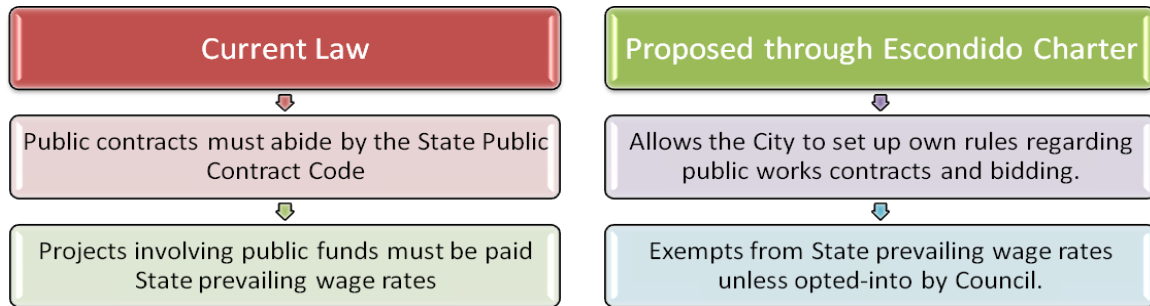 Current Law
Public contracts must abide by the State Public
Contract Code
Projects involving public funds must be paid
State prevailing wage rates
Proposed through Escondido Charter
Allows the City to set up own rules regarding
public works contracts and bidding.
Exempts from State prevailing wage rates
unless opted-into by Council.